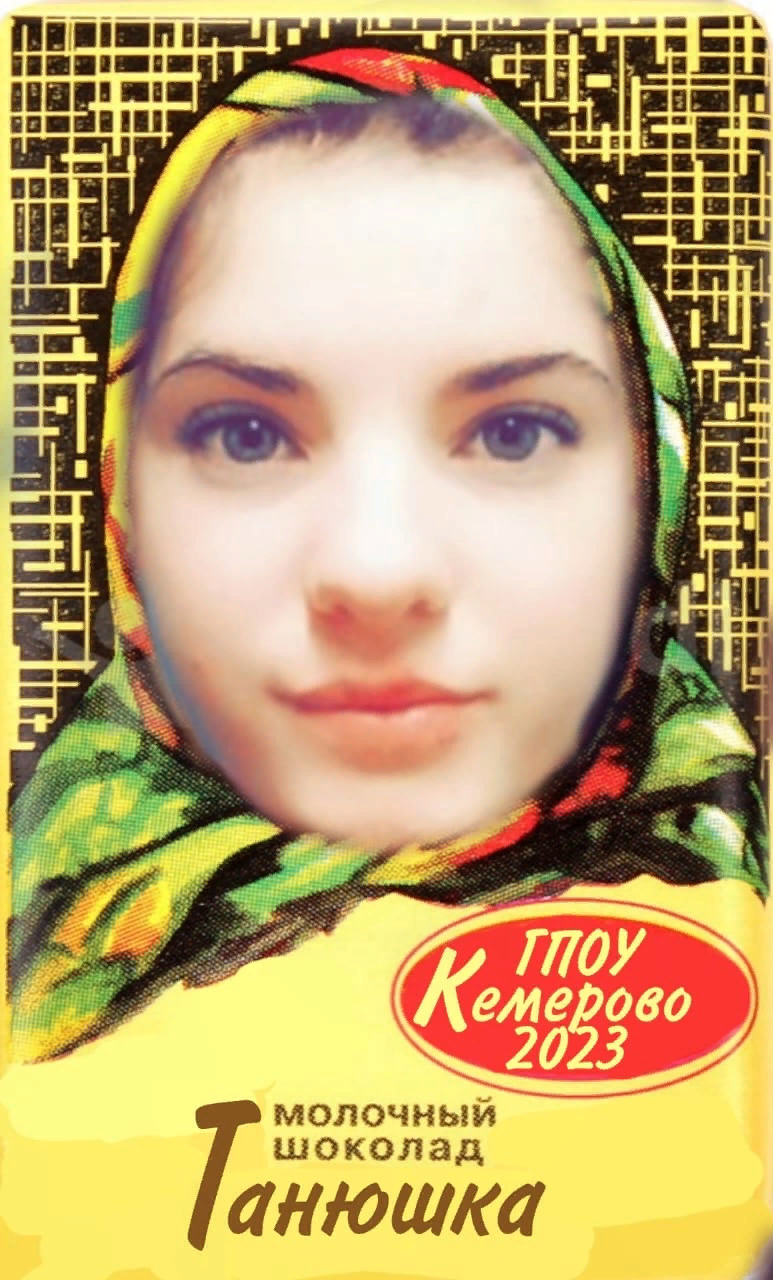 ГПОУ
Кемерово
2023
молочный
шоколад
Танюшка